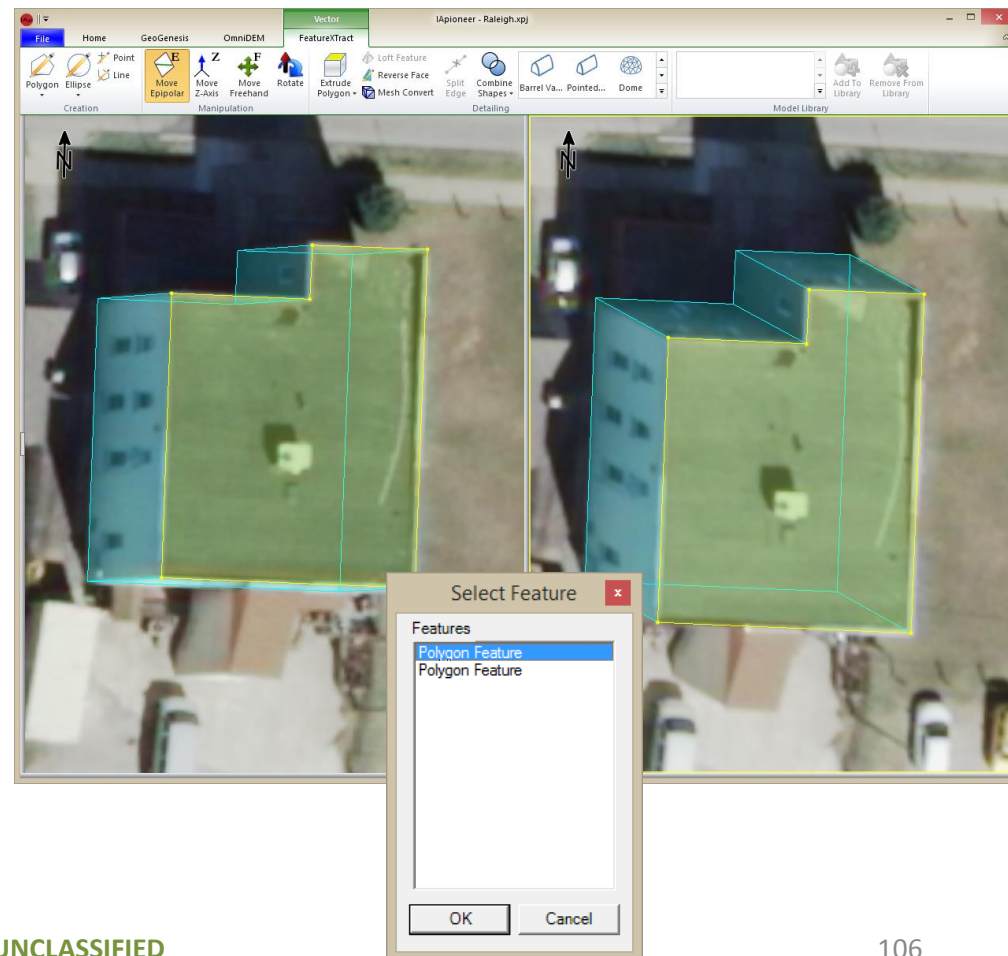 Vector
IApioneer - Raleigh.xpj
File Home GeoGenesis OmniDEM FeatureXTract
Polygon Ellipse Point Line
Move Epipolar
Move Z-Axis
Move Freehand
Rotate
Extrude Polygon
Loft Feature
Reverse Face
Mesh Convert
Split Edge
Combine Shapes
Barrel Va... Pointed... Dome
Add To Library
Remove From Library
Creation Manipulation Detailing Model Library
E Z F
N N
Select Feature x
Features
Polygon Feature
Polygon Feature
OK Cancel
UNCLASSIFIED 106